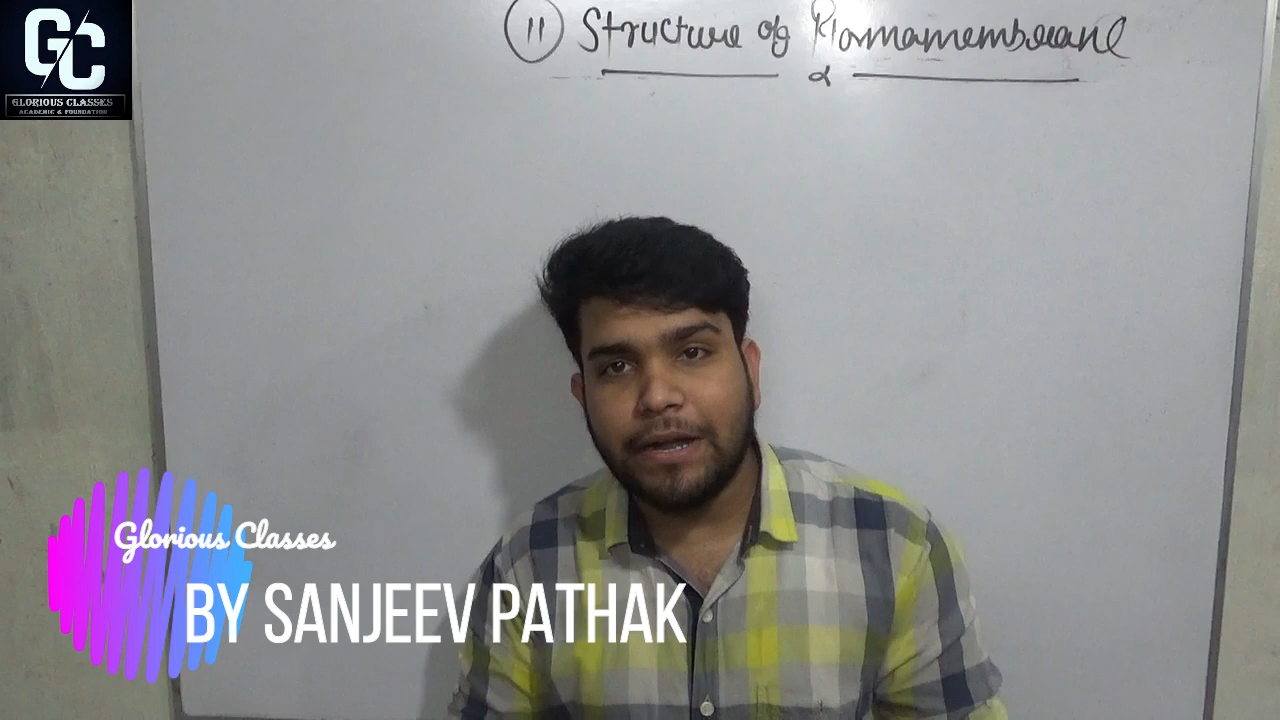 GC
GLORIOUS CLASSES
ACADEMIC & FOUNDATION
11 Structure of Plasmamembrane
Glorious Classes
BY SANJEEV PATHAK